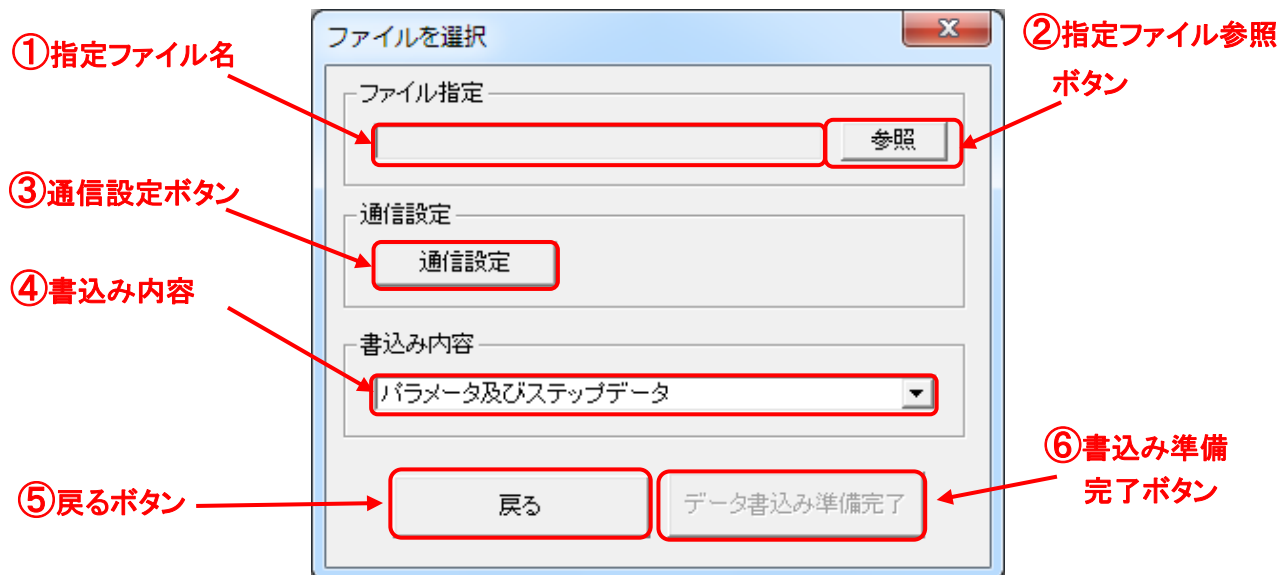 ファイルを選択
①指定ファイル名
②指定ファイル参照
ボタン
ファイル指定
参照
③通信設定ボタン
通信設定
通信設定
④書込み内容
書込み内容
パラメータ及びステップデータ
⑥書込み準備
完了ボタン
⑤戻るボタン
戻る
データ書込み準備完了